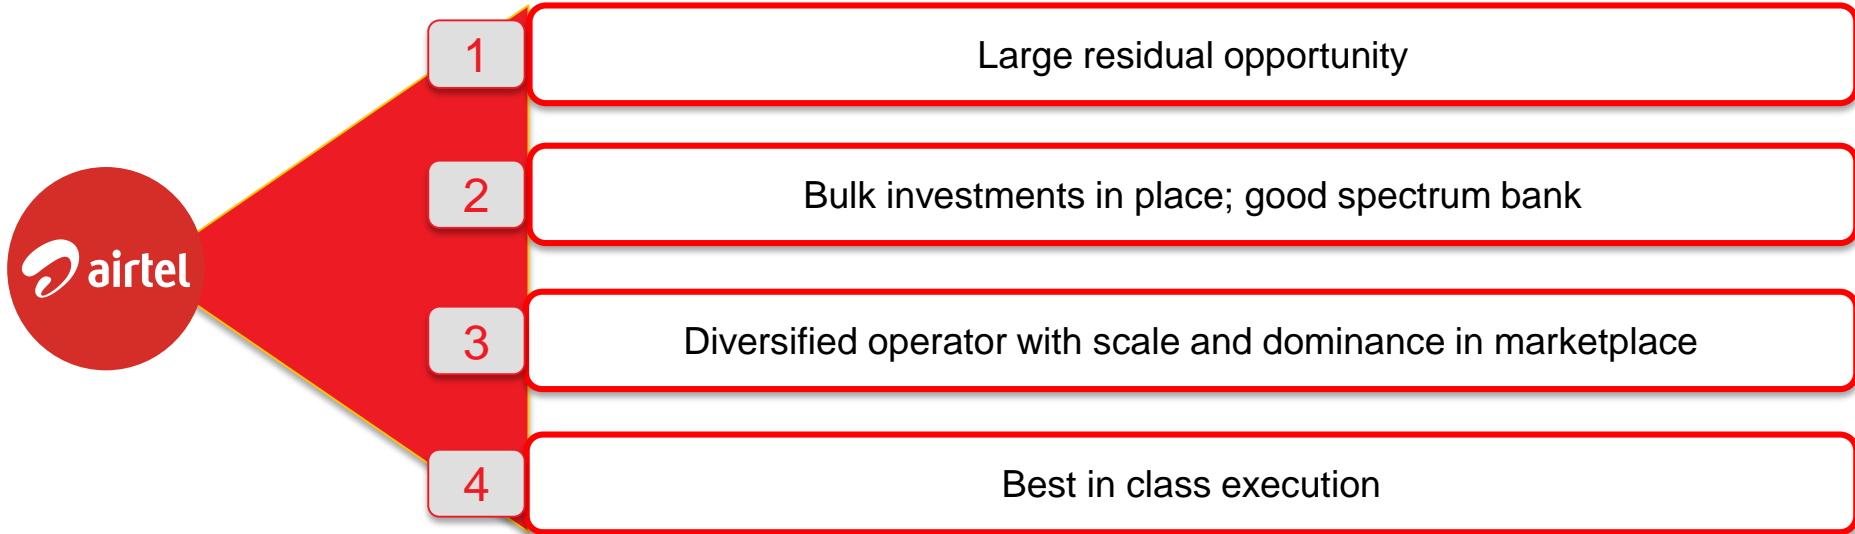 1
Large residual opportunity
2
Bulk investments in place; good spectrum bank
airtel
3
Diversified operator with scale and dominance in marketplace
4
Best in class execution